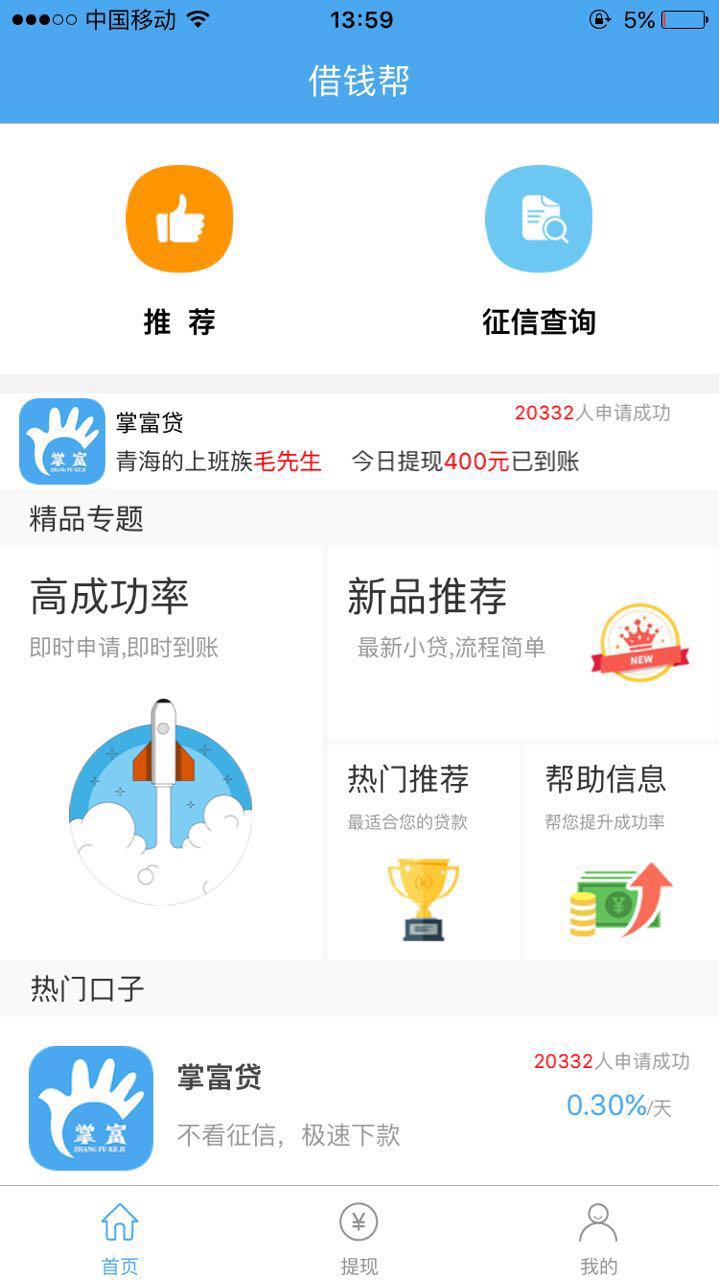 中国移动 13:59 5%
借钱帮
推 荐 征信查询
掌富贷 20332人申请成功
掌富
ZHANG FU KE JI
青海的上班族毛先生 今日提现400元已到账
精品专题
高成功率
即时申请,即时到账
新品推荐
最新小贷,流程简单
NEW
热门推荐
最适合您的贷款
帮助信息
帮您提升成功率
热门口子
掌富
ZHANG FU KE JI
掌富贷
20332人申请成功
0.30%/天
不看征信，极速下款
首页 提现 我的